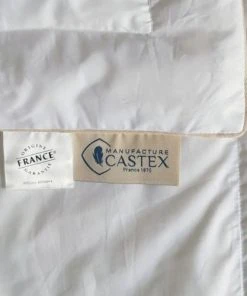 ORIGINE
FRANCE
GARANTIE
MANUFACTURE
CASTEX
France 1870